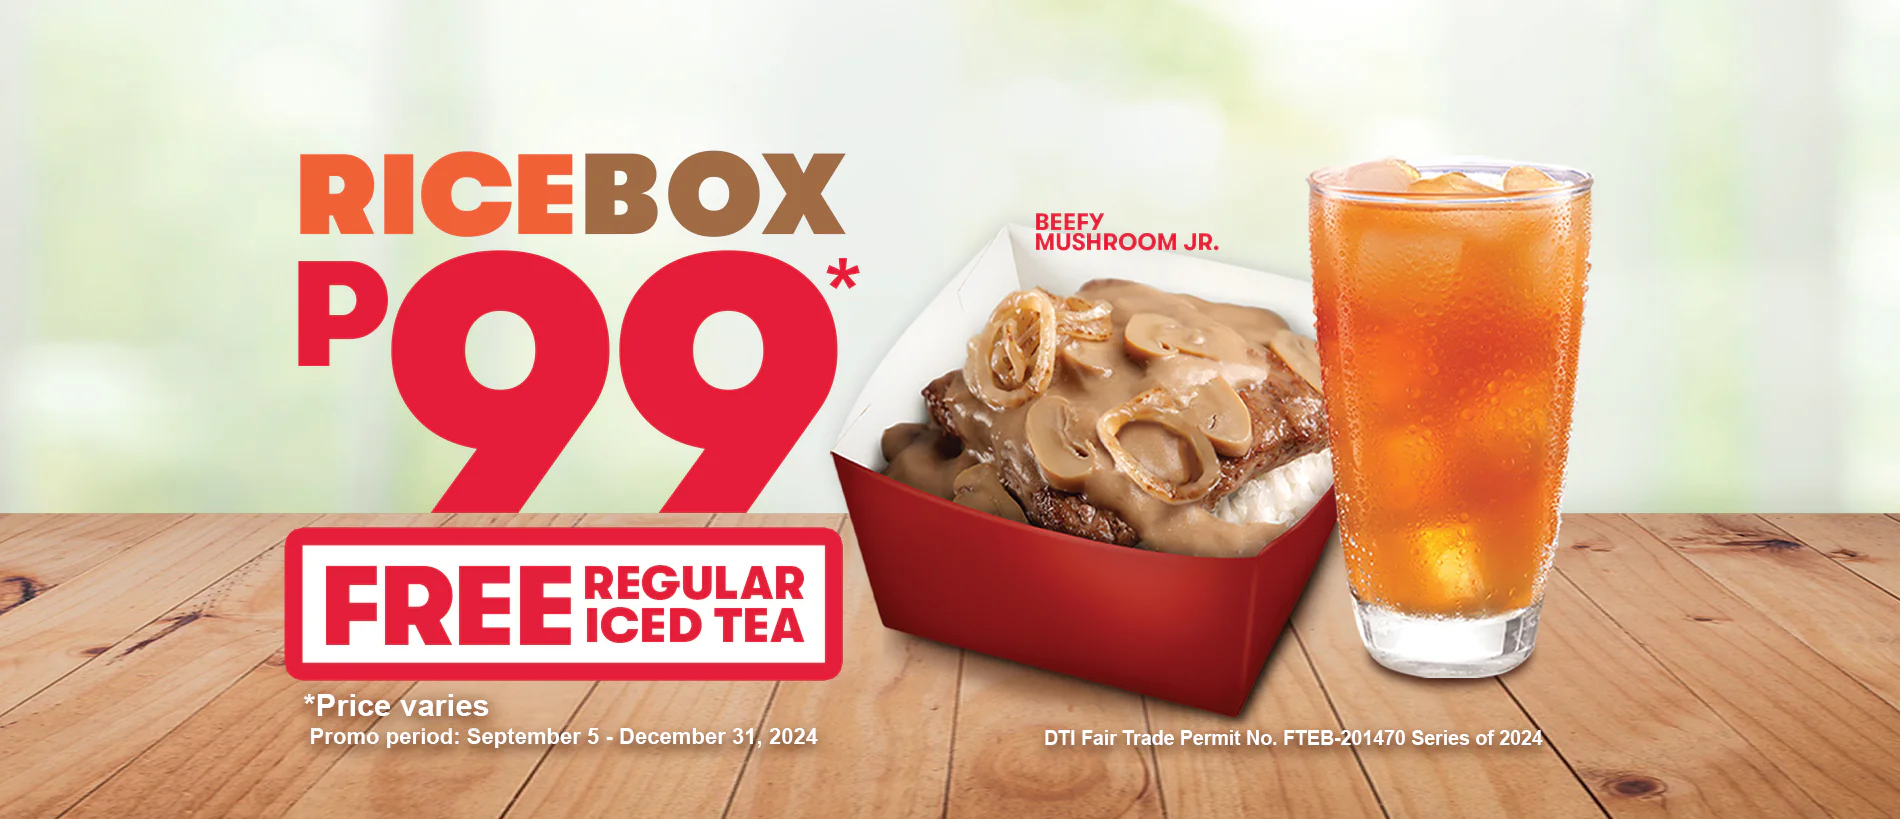 RICEBOX
P99*
FREE REGULAR
ICED TEA
*Price varies
Promo period: September 5 - December 31, 2024
BEEFY
MUSHROOM JR.
DTI Fair Trade Permit No. FTEB-201470 Series of 2024